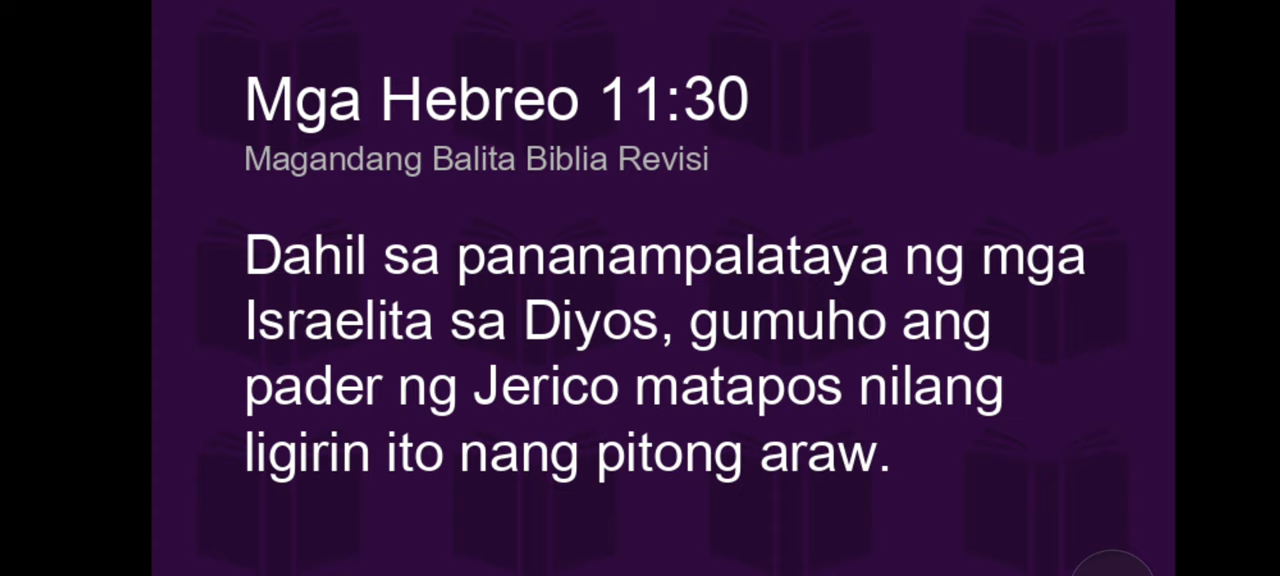 Mga Hebreo 11:30
Magandang Balita Biblia Revisi
Dahil sa pananampalataya ng mga
Israelita sa Diyos, gumuho ang
pader ng Jerico matapos nilang
ligirin ito nang pitong araw.